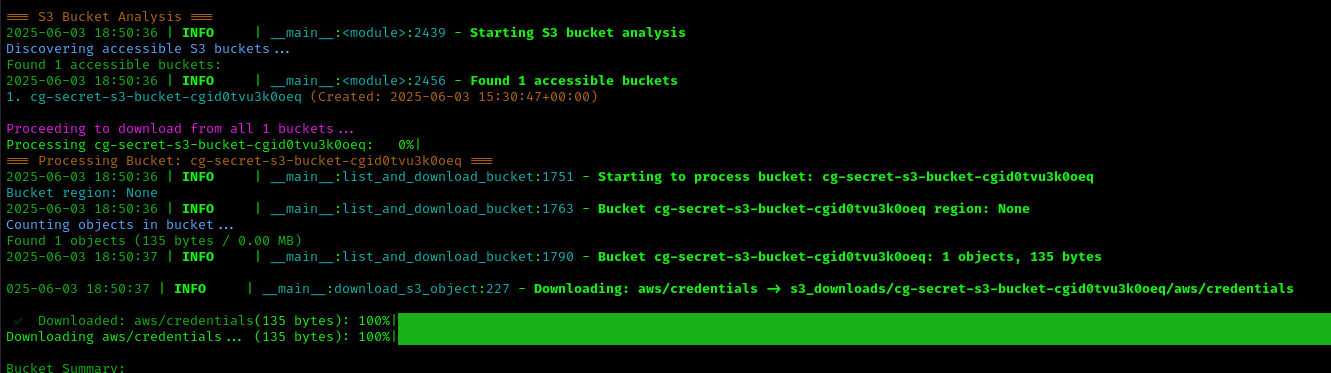 === S3 Bucket Analysis ===
2025-06-03 18:50:36 | INFO     | __main__:<module>:2439 - Starting S3 bucket analysis
Discovering accessible S3 buckets...
Found 1 accessible buckets:
2025-06-03 18:50:36 | INFO     | __main__:<module>:2456 - Found 1 accessible buckets
1. cg-secret-s3-bucket-cgid0tvu3k0oeq (Created: 2025-06-03 15:30:47+00:00)
Proceeding to download from all 1 buckets...
Processing cg-secret-s3-bucket-cgid0tvu3k0oeq:   0%|
=== Processing Bucket: cg-secret-s3-bucket-cgid0tvu3k0oeq ===
2025-06-03 18:50:36 | INFO     | __main__:list_and_download_bucket:1751 - Starting to process bucket: cg-secret-s3-bucket-cgid0tvu3k0oeq
Bucket region: None
2025-06-03 18:50:36 | INFO     | __main__:list_and_download_bucket:1763 - Bucket cg-secret-s3-bucket-cgid0tvu3k0oeq region: None
Counting objects in bucket...
Found 1 objects (135 bytes / 0.00 MB)
2025-06-03 18:50:37 | INFO     | __main__:list_and_download_bucket:1790 - Bucket cg-secret-s3-bucket-cgid0tvu3k0oeq: 1 objects, 135 bytes
025-06-03 18:50:37 | INFO     | __main__:download_s3_object:227 - Downloading: aws/credentials → s3_downloads/cg-secret-s3-bucket-cgid0tvu3k0oeq/aws/credentials
✅ Downloaded: aws/credentials(135 bytes): 100%|
Downloading aws/credentials... (135 bytes): 100%|
Bucket Summary: